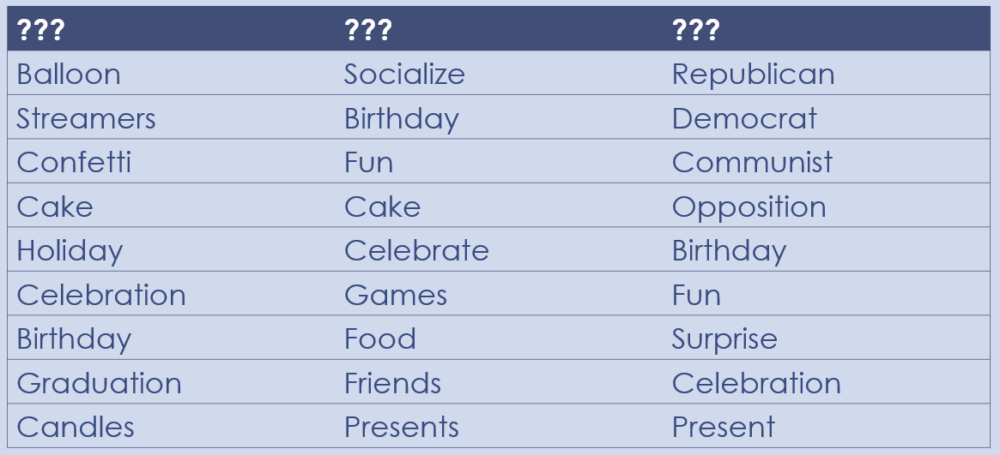 ??? ??? ???
Balloon Socialize Republican
Streamers Birthday Democrat
Confetti Fun Communist
Cake Cake Opposition
Holiday Celebrate Birthday
Celebration Games Fun
Birthday Food Surprise
Graduation Friends Celebration
Candles Presents Present